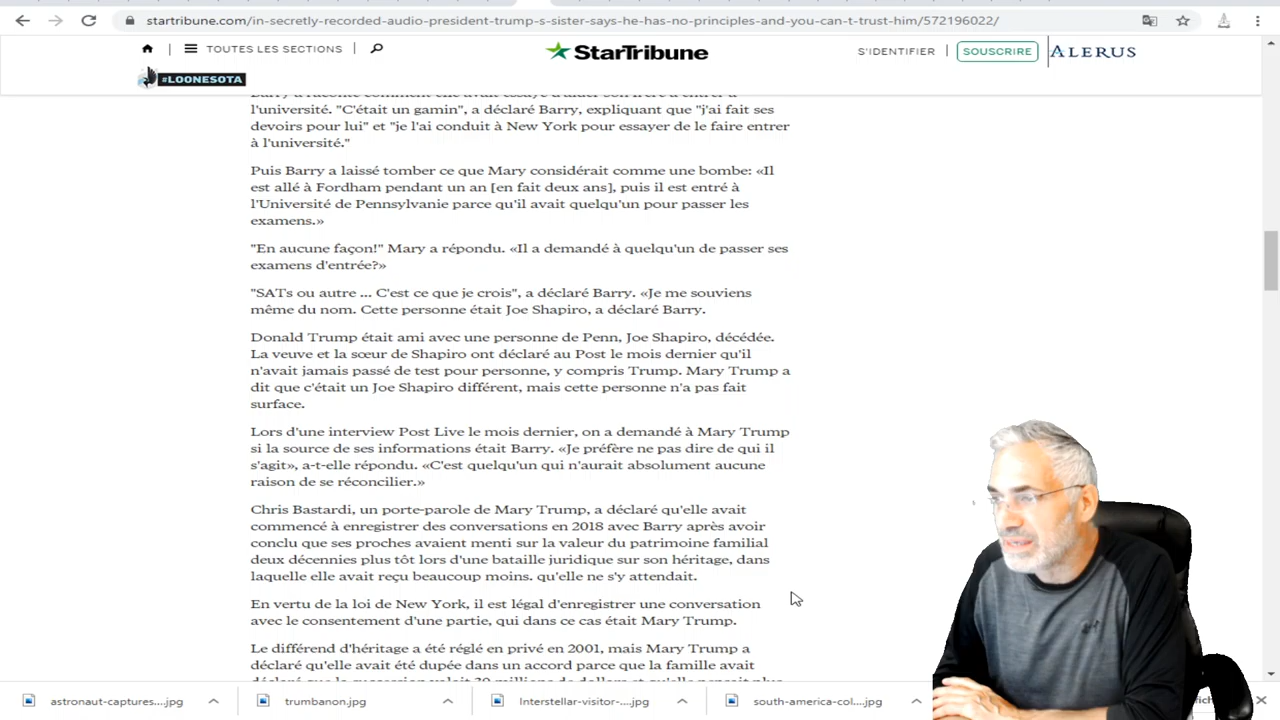 startribune.com/in-secretly-recorded-audio-president-trump-s-sister-says-he-has-no-principles-and-you-can-t-trust-him/572196022/
TOUTES LES SECTIONS
StarTribune
S'IDENTIFIER
SOUSCRIRE
ALERUS
#LOONESOTA
Barry a raconté comment elle avait essayé d'aider son frère à entrer à
l'université. "C'était un gamin", a déclaré Barry, expliquant que "j'ai fait ses
devoirs pour lui" et "je l'ai conduit à New York pour essayer de le faire entrer
à l'université."
Puis Barry a laissé tomber ce que Mary considérait comme une bombe: «Il
est allé à Fordham pendant un an [en fait deux ans], puis il est entré à
l'Université de Pennsylvanie parce qu'il avait quelqu'un pour passer les
examens.»
"En aucune façon!" Mary a répondu. «Il a demandé à quelqu'un de passer ses
examens d'entrée?»
"SATs ou autre ... C'est ce que je crois", a déclaré Barry. «Je me souviens
même du nom. Cette personne était Joe Shapiro, a déclaré Barry.
Donald Trump était ami avec une personne de Penn, Joe Shapiro, décédée.
La veuve et la sœur de Shapiro ont déclaré au Post le mois dernier qu'il
n'avait jamais passé de test pour personne, y compris Trump. Mary Trump a
dit que c'était un Joe Shapiro différent, mais cette personne n'a pas fait
surface.
Lors d'une interview Post Live le mois dernier, on a demandé à Mary Trump
si la source de ses informations était Barry. «Je préfère ne pas dire de qui il
s'agit», a-t-elle répondu. «C'est quelqu'un qui n'aurait absolument aucune
raison de se réconcilier.»
Chris Bastardi, un porte-parole de Mary Trump, a déclaré qu'elle avait
commencé à enregistrer des conversations en 2018 avec Barry après avoir
conclu que ses proches avaient menti sur la valeur du patrimoine familial
deux décennies plus tôt lors d'une bataille juridique sur son héritage, dans
laquelle elle avait reçu beaucoup moins. qu'elle ne s'y attendait.
En vertu de la loi de New York, il est légal d'enregistrer une conversation
avec le consentement d'une partie, qui dans ce cas était Mary Trump.
Le différend d'héritage a été réglé en privé en 2001, mais Mary Trump a
déclaré qu'elle avait été dupée dans un accord parce que la famille avait
astronaut-captures....jpg
trumbanon.jpg
Interstellar-visitor-....jpg
south-america-col....jpg